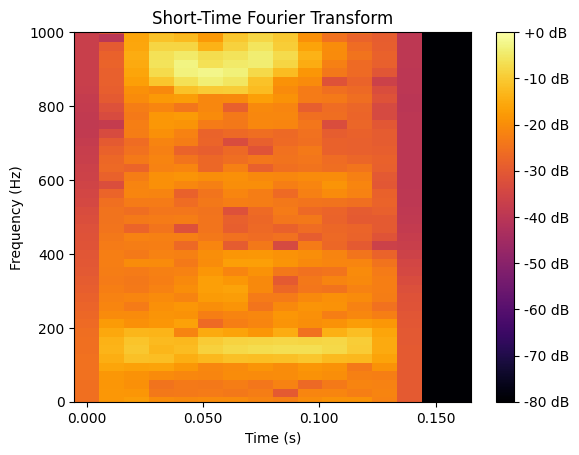 Short-Time Fourier Transform
1000
800
600
400
200
0
Frequency (Hz)
0.000
0.050
0.100
0.150
Time (s)
+0 dB
-10 dB
-20 dB
-30 dB
-40 dB
-50 dB
-60 dB
-70 dB
-80 dB